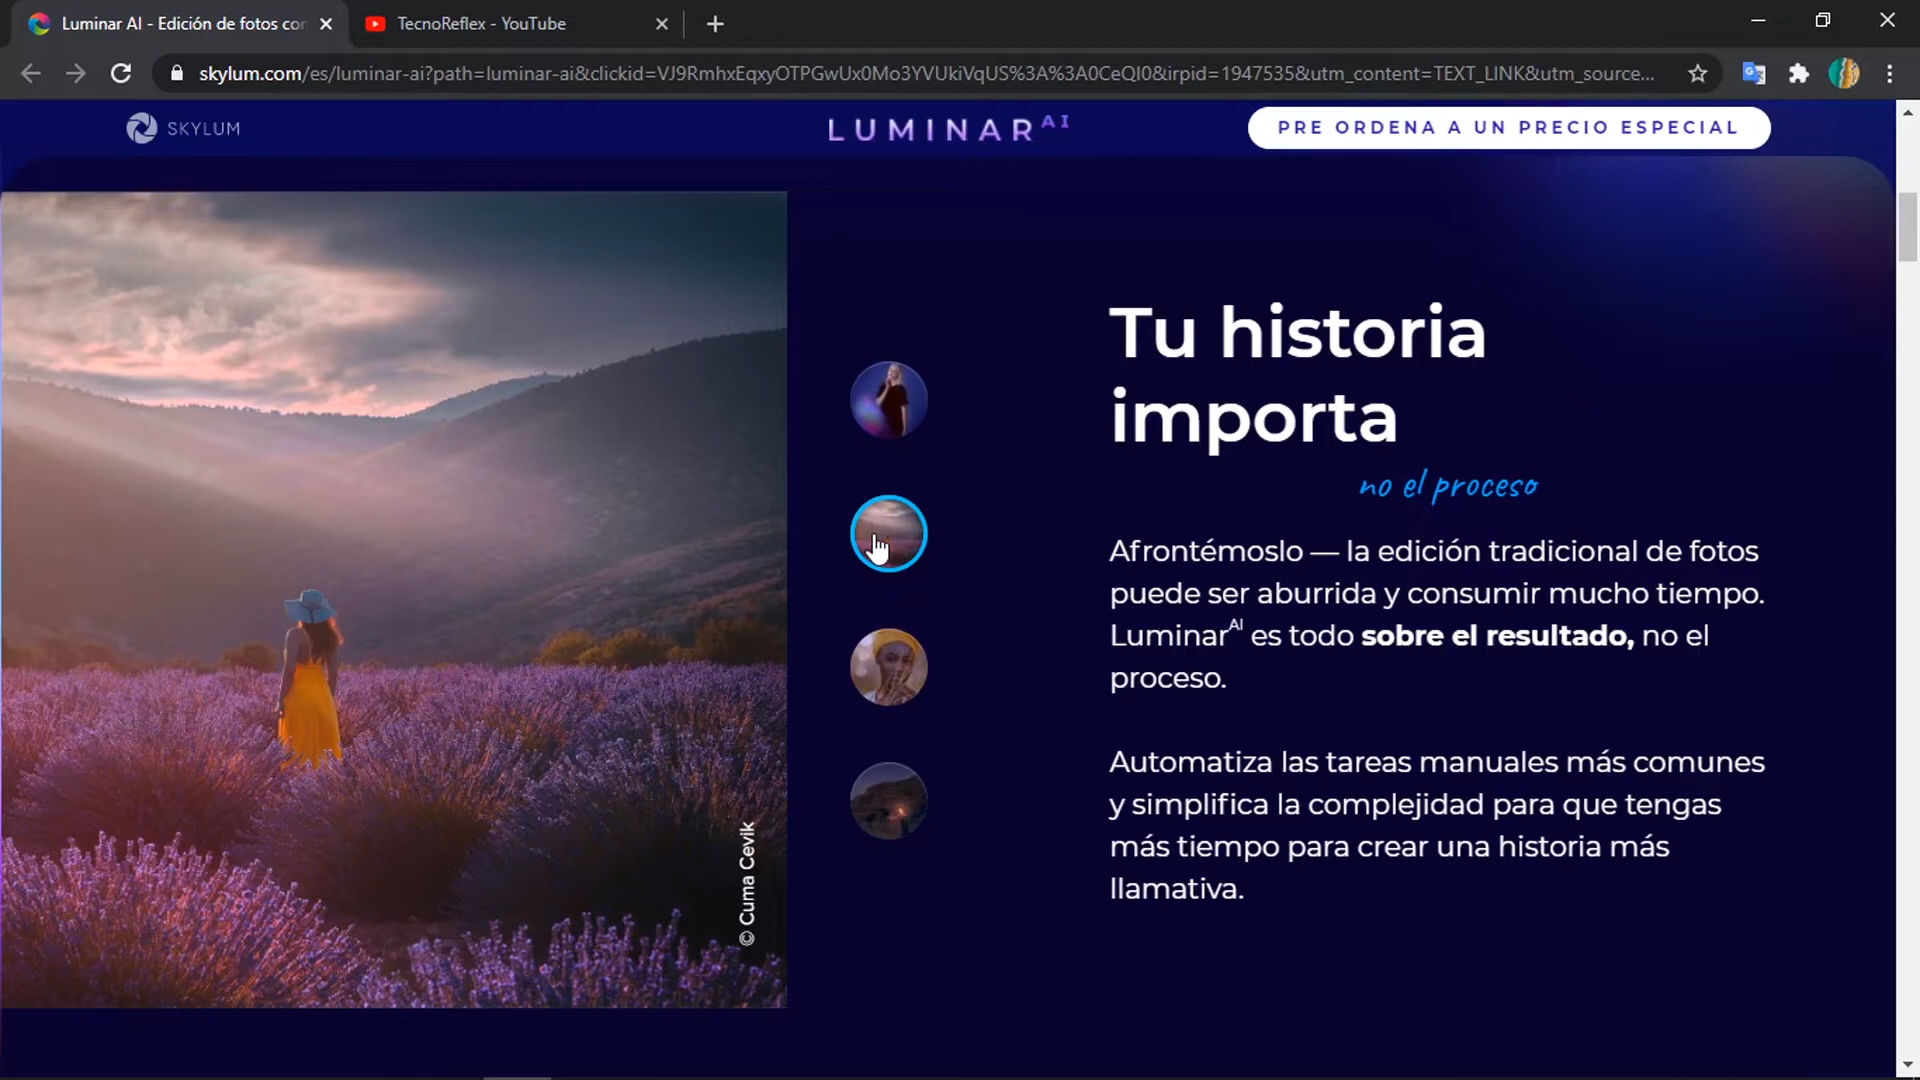 Luminar AI - Edición de fotos con
TecnoReflex - YouTube
skylum.com/es/luminar-ai?path=luminar-ai&clickid=VJ9RmhxEqxyOTPGwUx0Mo3YVUkiVqUS%3A%3A0CeQJ0&irpid=1947535&utm_content=TEXT_LINK&utm_source...
SKYLUM
LUMINAR AI
PRE ORDENA A UN PRECIO ESPECIAL
Tu historia
importa
no el proceso
Afrontémoslo — la edición tradicional de fotos
puede ser aburrida y consumir mucho tiempo.
Luminar AI es todo sobre el resultado, no el
proceso.
Automatiza las tareas manuales más comunes
y simplifica la complejidad para que tengas
más tiempo para crear una historia más
llamativa.
© Cuma Cevik